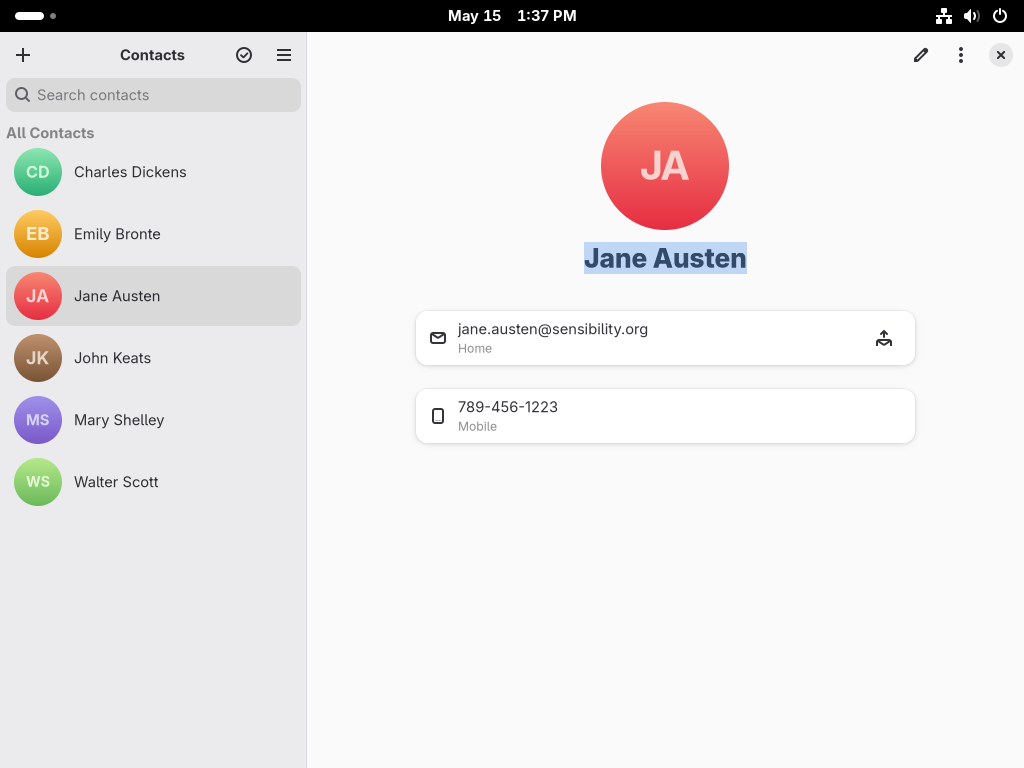 May 15 1:37 PM
Contacts
Search contacts
All Contacts
CD Charles Dickens
EB Emily Bronte
JA Jane Austen
JK John Keats
MS Mary Shelley
WS Walter Scott
JA
Jane Austen
jane.austen@sensibility.org
Home
789-456-1223
Mobile